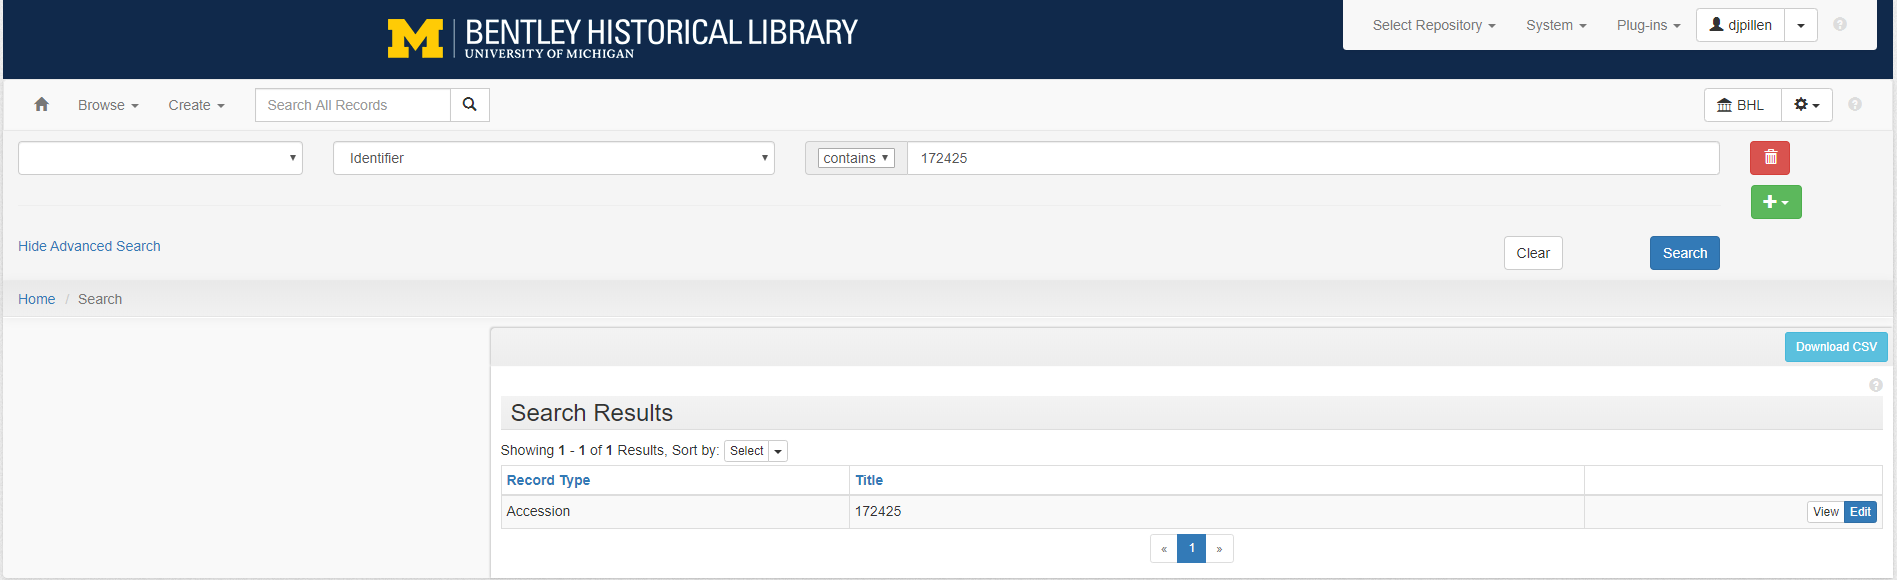 M BENTLEY HISTORICAL LIBRARY
UNIVERSITY OF MICHIGAN
Select Repository System Plug-ins djpillen ?
Browse Create Search All Records BHL ?
Identifier contains 172425
Hide Advanced Search Clear Search
Home / Search
Download CSV
?
Search Results
Showing 1 - 1 of 1 Results, Sort by: Select
Record Type Title
Accession 172425 View Edit
« 1 »